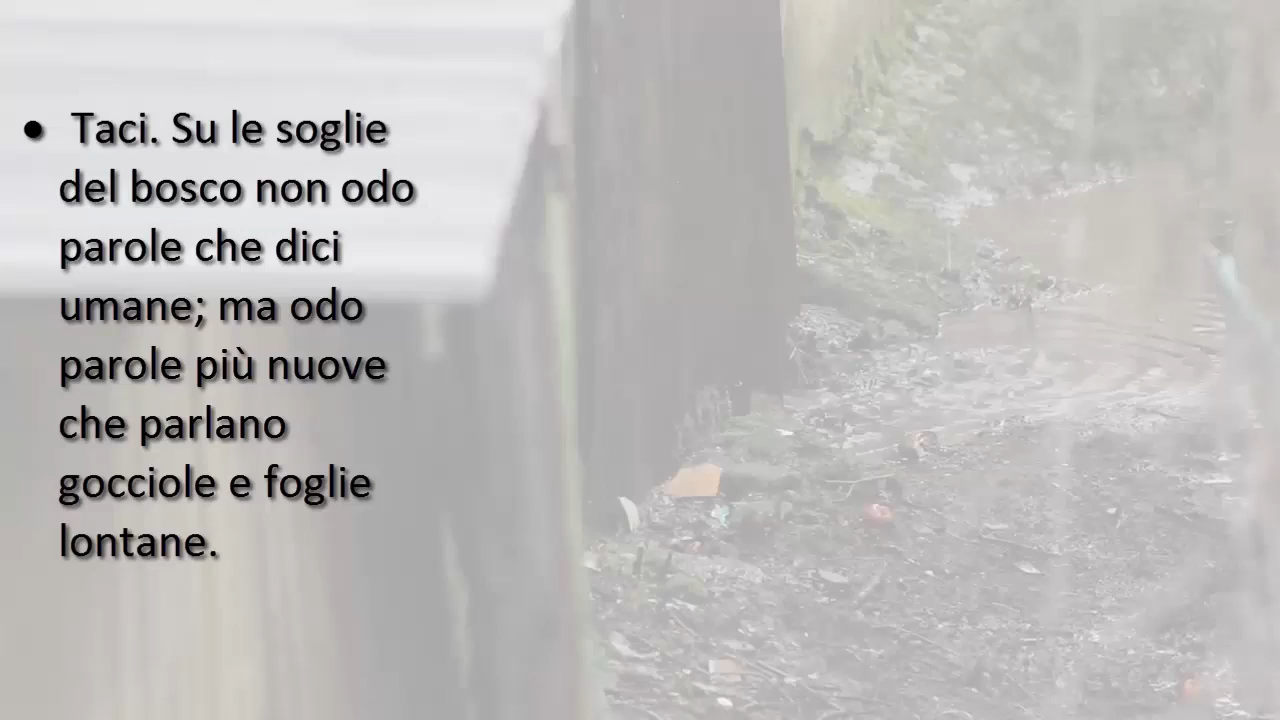 • Taci. Su le soglie
del bosco non odo
parole che dici
umane; ma odo
parole più nuove
che parlano
gocciole e foglie
lontane.